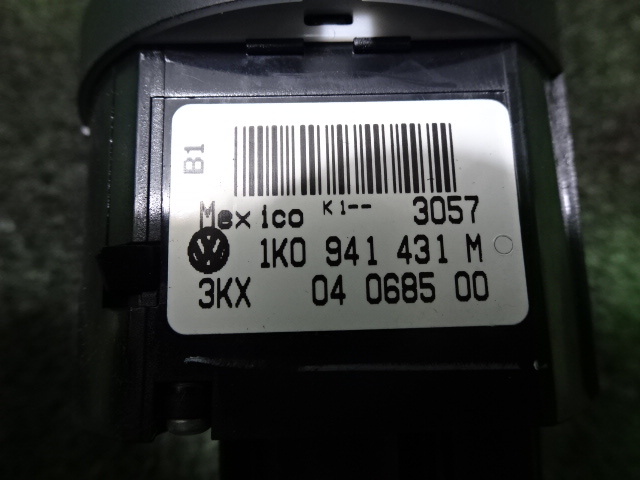 B1
Mexico K1-- 3057
1K0 941 431 M
3KX 04 0685 00